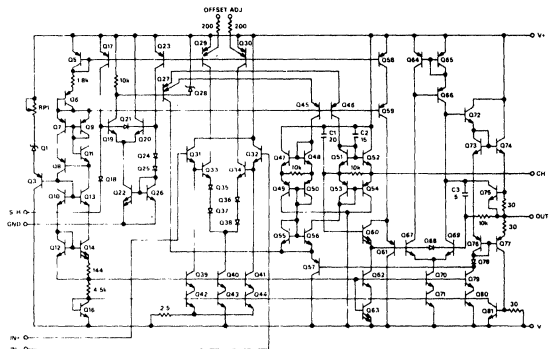 OFFSET ADJ
200 200
V+
Q5 Q17 Q23 Q29 Q30 Q58 Q64 Q65
1.8k 10k Q27 Q28 Q66
Q6
RP1 Q7 Q9 Q21 Q45 Q46 Q59 Q72
C1 20 C2 15
Q19 Q20 Q31 Q32 Q73 Q74
Q1 Q11 Q24 Q47 Q48 Q51 Q52
Q8 Q25 Q33 Q34 10k 10k CH
Q3 Q18 Q35 Q49 Q50 Q53 Q54 C3 5 Q75
Q10 Q13 Q22 Q26 Q36 30
S.H. Q37 10k OUT
GND Q38 30
Q12 Q14 Q55 Q56 Q60 Q61 Q67 Q68 Q69 Q76 Q77
Q57 Q78
144 Q39 Q40 Q41 Q62 Q70 Q79
4.5k Q42 Q43 Q44 Q71 Q80
Q16 2.5 Q63 Q81 30
V
IN+
IN-